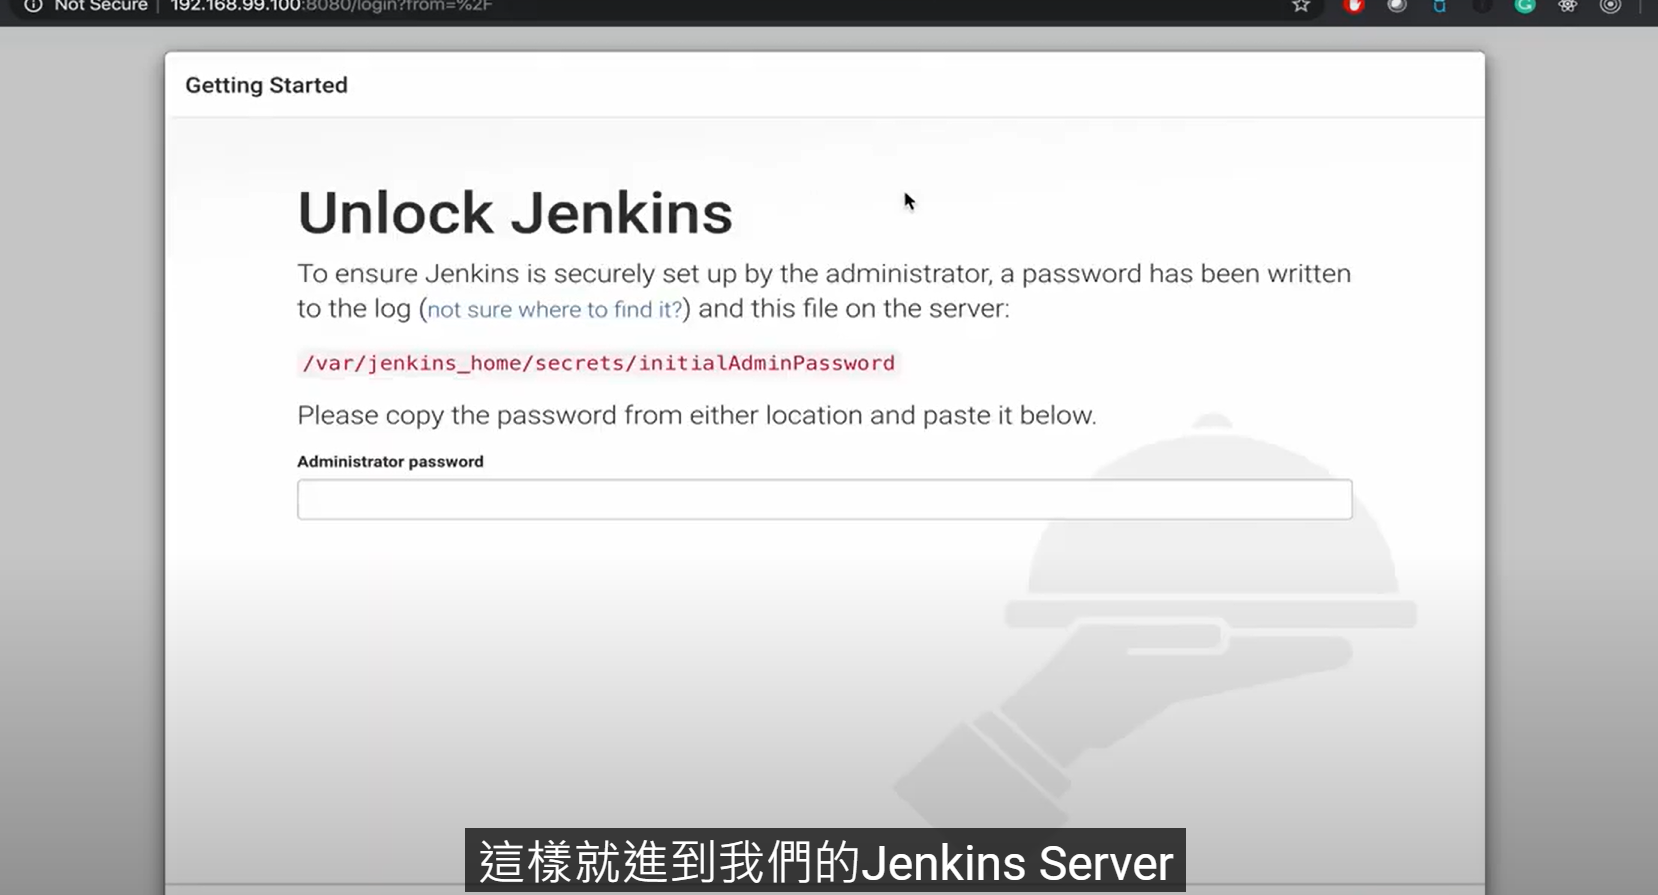 Not Secure | 192.168.99.100:8080/login?from=%2F
Getting Started
Unlock Jenkins
To ensure Jenkins is securely set up by the administrator, a password has been written
to the log (not sure where to find it?) and this file on the server:
/var/jenkins_home/secrets/initialAdminPassword
Please copy the password from either location and paste it below.
Administrator password
這樣就進到我們的Jenkins Server